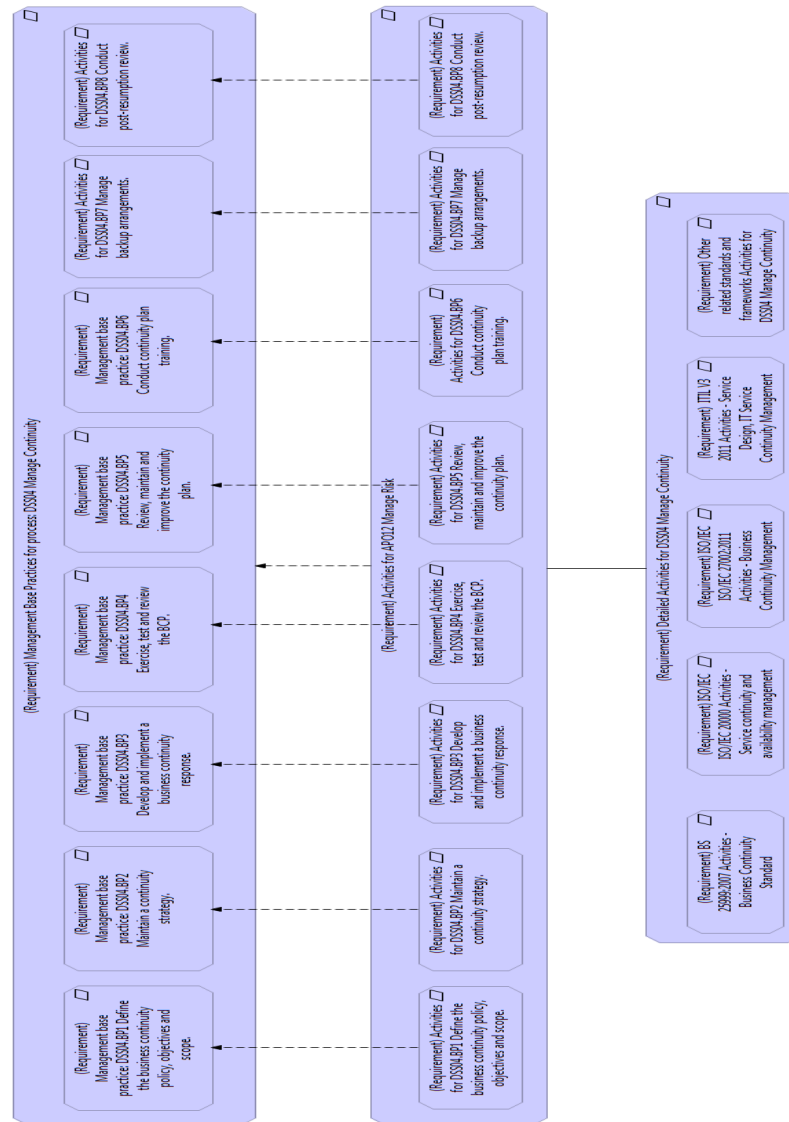 (Requirement) Management Base Practices for process: DSS04 Manage Continuity
(Requirement)
Management base
practice: DSS04.BP1 Define
the business continuity
policy, objectives and
scope.
(Requirement)
Management base
practice: DSS04.BP2
Maintain a continuity
strategy.
(Requirement)
Management base
practice: DSS04.BP3
Develop and implement a
business continuity
response.
(Requirement)
Management base
practice: DSS04.BP4
Exercise, test and review
the BCP.
(Requirement)
Management base
practice: DSS04.BP5
Review, maintain and
improve the continuity
plan.
(Requirement)
Management base
practice: DSS04.BP6
Conduct continuity plan
training.
(Requirement) Activities
for DSS04.BP7 Manage
backup arrangements.
(Requirement) Activities
for DSS04.BP8 Conduct
post-resumption review.
(Requirement) Activities for APO12 Manage Risk
(Requirement) Activities
for DSS04.BP1 Define the
business continuity policy,
objectives and scope.
(Requirement) Activities
for DSS04.BP2 Maintain a
continuity strategy.
(Requirement) Activities
for DSS04.BP3 Develop
and implement a business
continuity response.
(Requirement) Activities
for DSS04.BP4 Exercise,
test and review the BCP.
(Requirement) Activities
for DSS04.BP5 Review,
maintain and improve the
continuity plan.
(Requirement)
Activities for DSS04.BP6
Conduct continuity
plan training.
(Requirement) Activities
for DSS04.BP7 Manage
backup arrangements.
(Requirement) Activities
for DSS04.BP8 Conduct
post-resumption review.
(Requirement) Detailed Activities for DSS04 Manage Continuity
(Requirement) BS
25999:2007 Activities -
Business Continuity
Standard
(Requirement) ISO/IEC
ISO/IEC 20000 Activities -
Service continuity and
availability management
(Requirement) ISO/IEC
ISO/IEC 27002:2011
Activities - Business
Continuity Management
(Requirement) ITIL V3
2011 Activities - Service
Design, IT Service
Continuity Management
(Requirement) Other
related standards and
frameworks Activities for
DSS04 Manage Continuity